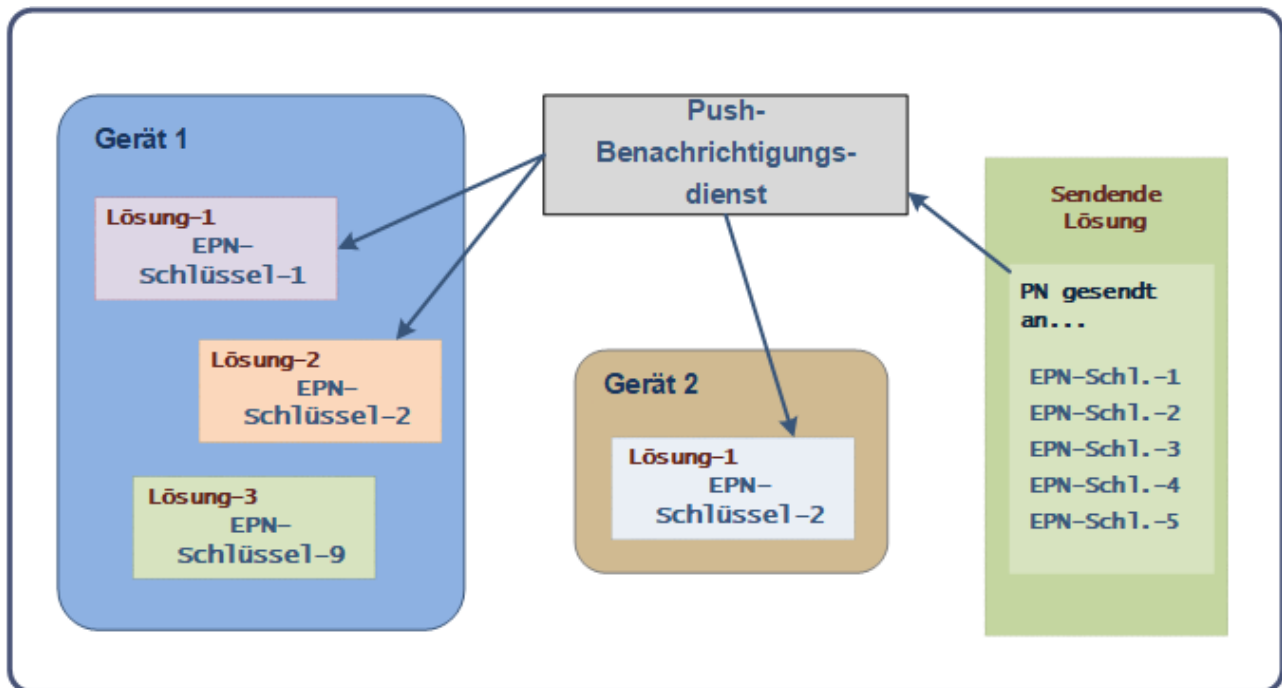 Gerät 1
Lösung-1
EPN-
Schlüssel-1
Lösung-2
EPN-
Schlüssel-2
Lösung-3
EPN-
Schlüssel-9
Push-
Benachrichtigungs-
dienst
Gerät 2
Lösung-1
EPN-
Schlüssel-2
Sendende
Lösung
PN gesendt
an...
EPN-Schl.-1
EPN-Schl.-2
EPN-Schl.-3
EPN-Schl.-4
EPN-Schl.-5